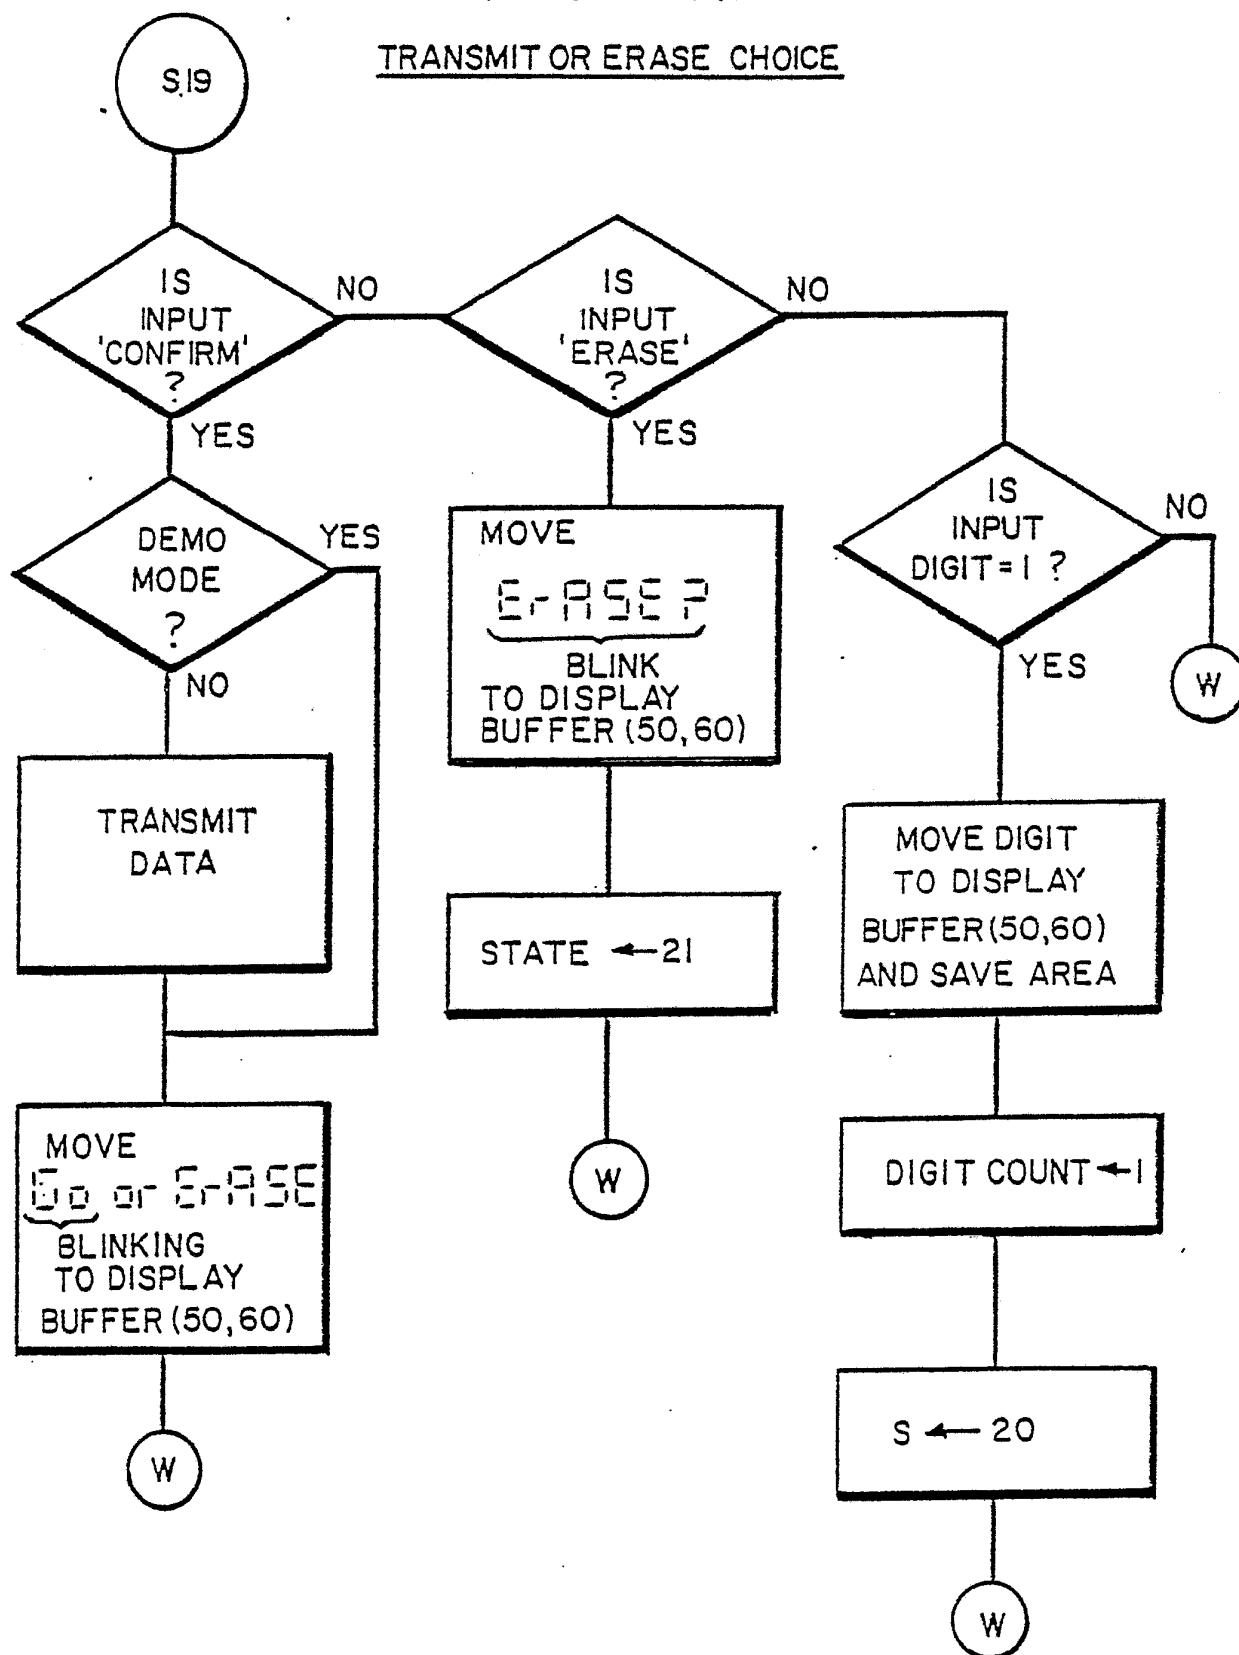 TRANSMIT OR ERASE CHOICE
S.19
IS
INPUT
'CONFIRM'
?
NO
YES
DEMO
MODE
?
YES
NO
TRANSMIT
DATA
MOVE
Go or ErASE
BLINKING
TO DISPLAY
BUFFER (50,60)
W
IS
INPUT
'ERASE'
?
NO
YES
MOVE
ErASE?
BLINK
TO DISPLAY
BUFFER (50,60)
STATE ←21
W
IS
INPUT
DIGIT=1 ?
NO
W
YES
MOVE DIGIT
TO DISPLAY
BUFFER(50,60)
AND SAVE AREA
DIGIT COUNT←1
S ← 20
W